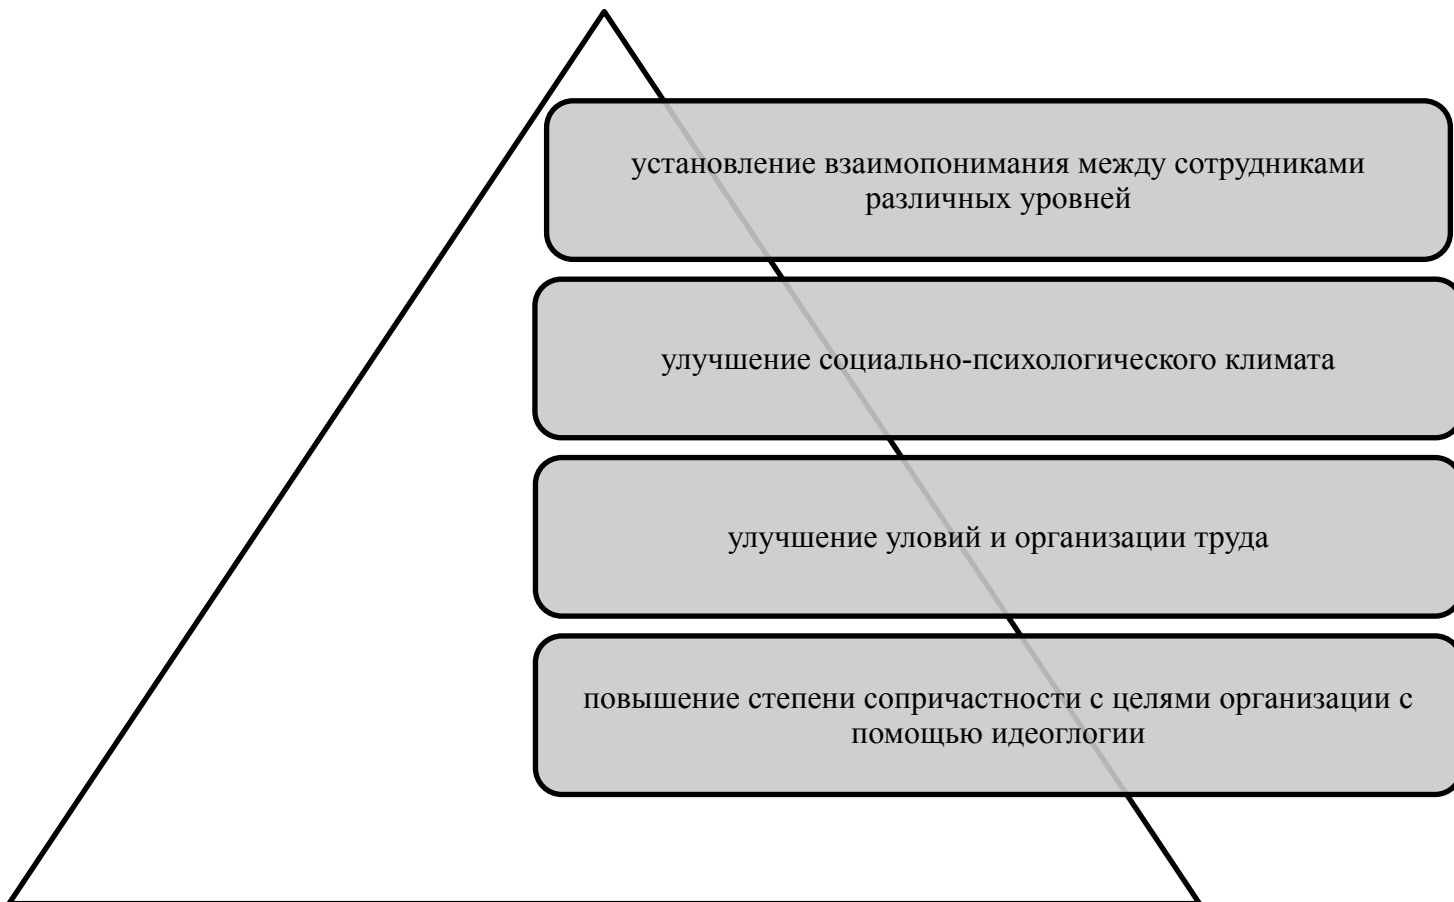 установление взаимопонимания между сотрудниками
различных уровней
улучшение социально-психологического климата
улучшение уловий и организации труда
повышение степени сопричастности с целями организации с
помощью идеоглогии